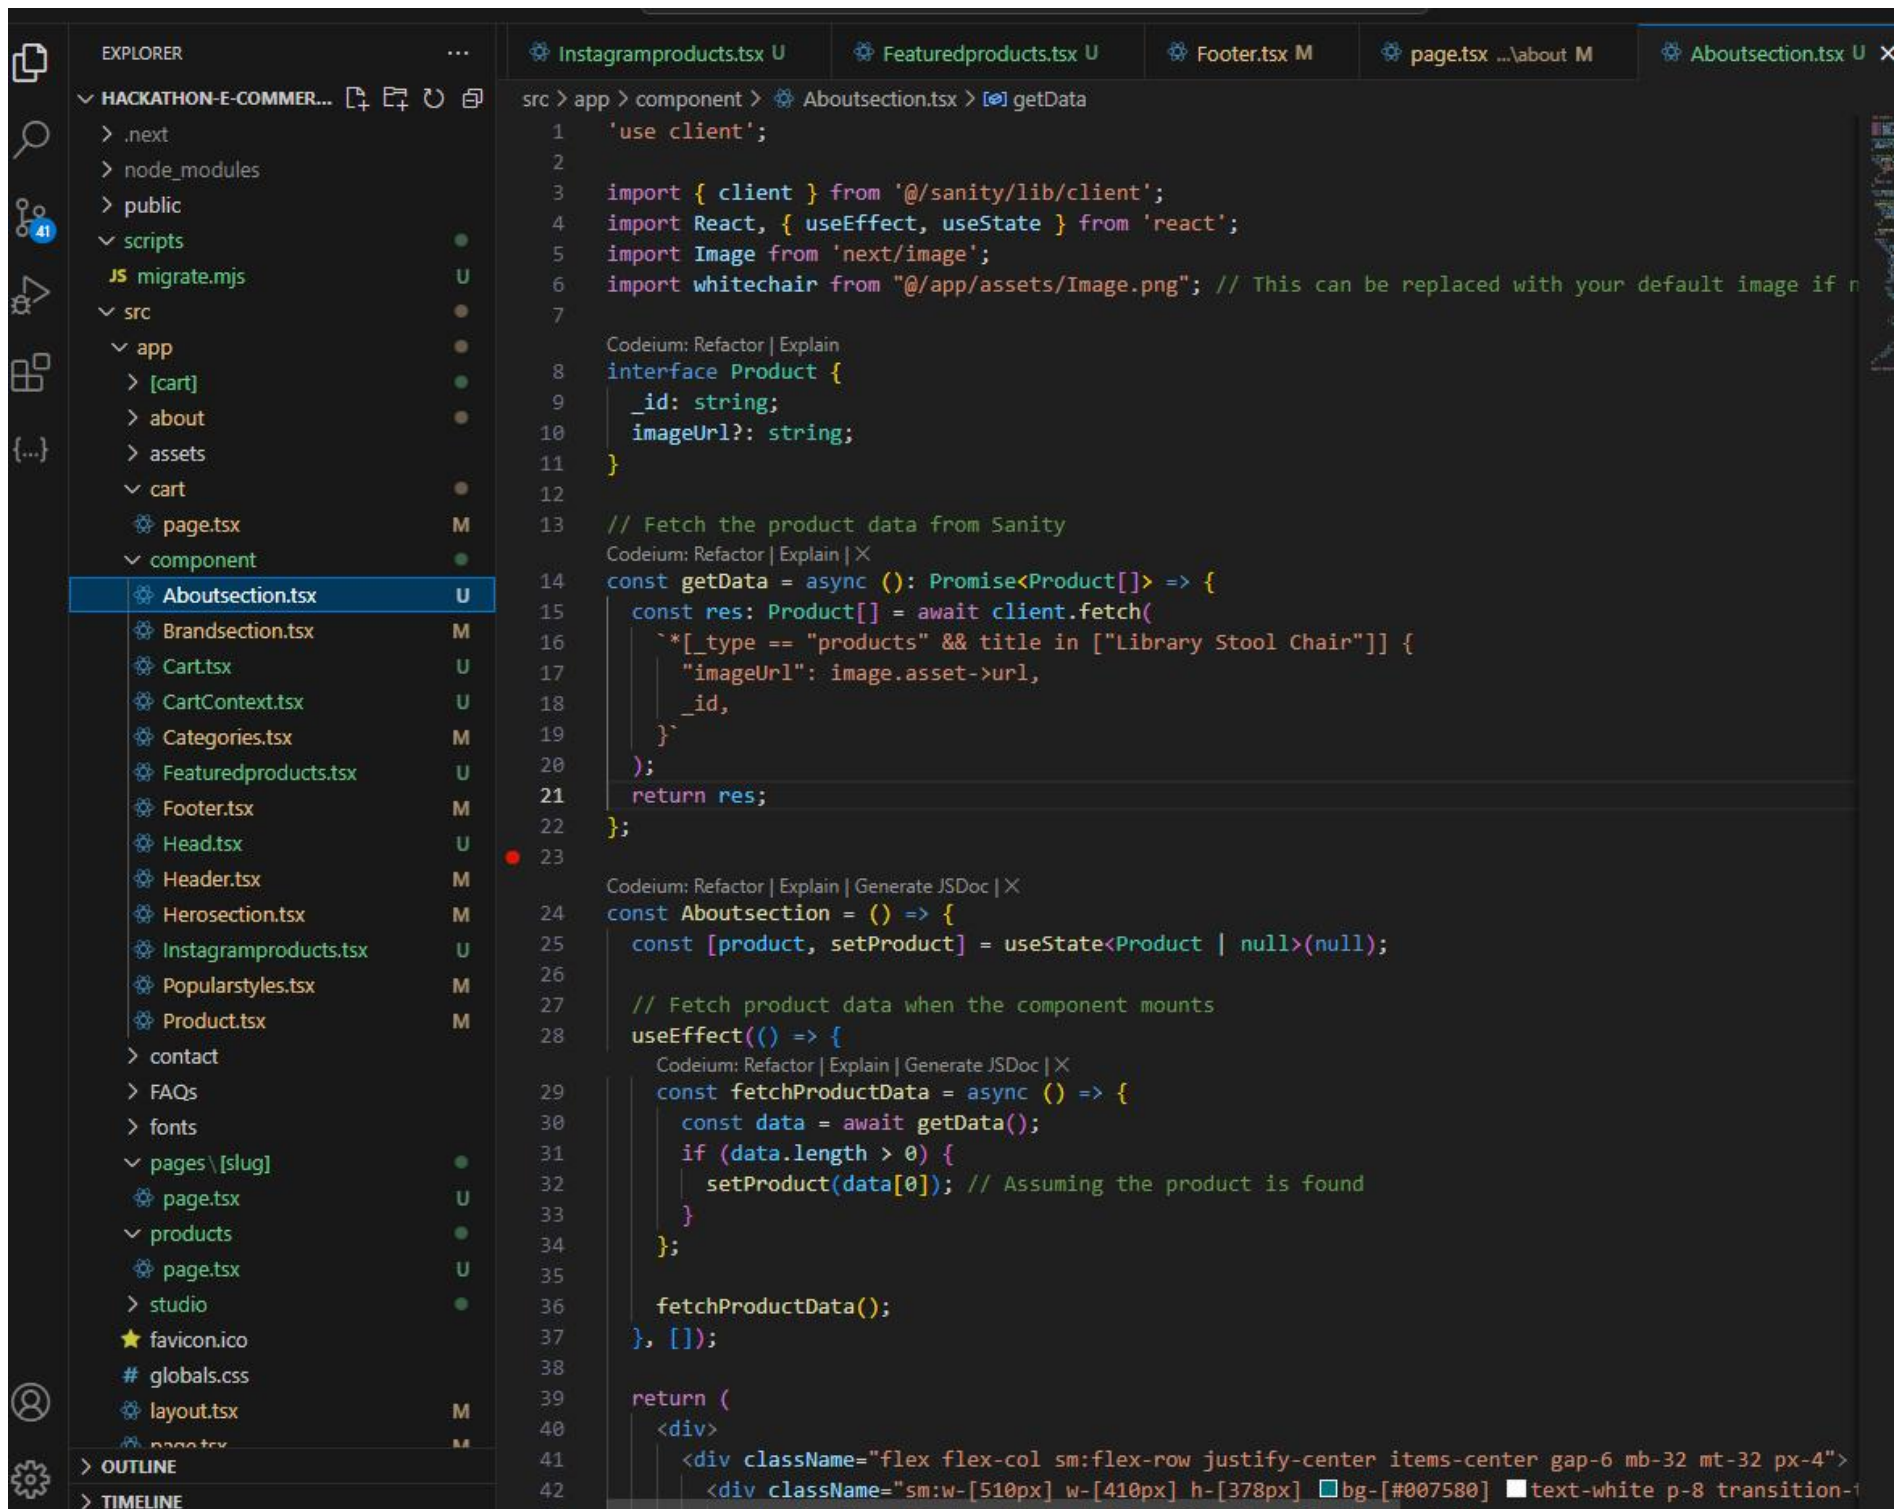 EXPLORER ...
HACKATHON-E-COMMER...
.next
node_modules
public
scripts
JS migrate.mjs U
src
app
[cart]
about
assets
cart
page.tsx M
component
Aboutsection.tsx U
Brandsection.tsx M
Cart.tsx U
CartContext.tsx U
Categories.tsx M
Featuredproducts.tsx U
Footer.tsx M
Head.tsx U
Header.tsx M
Herosection.tsx M
Instagramproducts.tsx U
Popularstyles.tsx M
Product.tsx M
contact
FAQs
fonts
pages\[slug]
page.tsx U
products
page.tsx U
studio
favicon.ico
# globals.css
layout.tsx M
page.tsx M
OUTLINE
TIMELINE
41
{...}
Instagramproducts.tsx U Featuredproducts.tsx U Footer.tsx M page.tsx ...\about M Aboutsection.tsx U
src > app > component > Aboutsection.tsx > getData
1 'use client';
2
3 import { client } from '@/sanity/lib/client';
4 import React, { useEffect, useState } from 'react';
5 import Image from 'next/image';
6 import whitechair from "@/app/assets/Image.png"; // This can be replaced with your default image if
7
Codeium: Refactor | Explain
8 interface Product {
9 _id: string;
10 imageUrl?: string;
11 }
12
13 // Fetch the product data from Sanity
Codeium: Refactor | Explain | X
14 const getData = async (): Promise<Product[]> => {
15 const res: Product[] = await client.fetch(
16 `*[_type == "products" && title in ["Library Stool Chair"]] {
17 "imageUrl": image.asset->url,
18 _id,
19 }`
20 );
21 return res;
22 };
23
Codeium: Refactor | Explain | Generate JSDoc | X
24 const Aboutsection = () => {
25 const [product, setProduct] = useState<Product | null>(null);
26
27 // Fetch product data when the component mounts
28 useEffect(() => {
Codeium: Refactor | Explain | Generate JSDoc | X
29 const fetchProductData = async () => {
30 const data = await getData();
31 if (data.length > 0) {
32 setProduct(data[0]); // Assuming the product is found
33 }
34 };
35
36 fetchProductData();
37 }, []);
38
39 return (
40 <div>
41 <div className="flex flex-col sm:flex-row justify-center items-center gap-6 mb-32 mt-32 px-4">
42 <div className="sm:w-[510px] w-[410px] h-[378px] bg-[#007580] text-white p-8